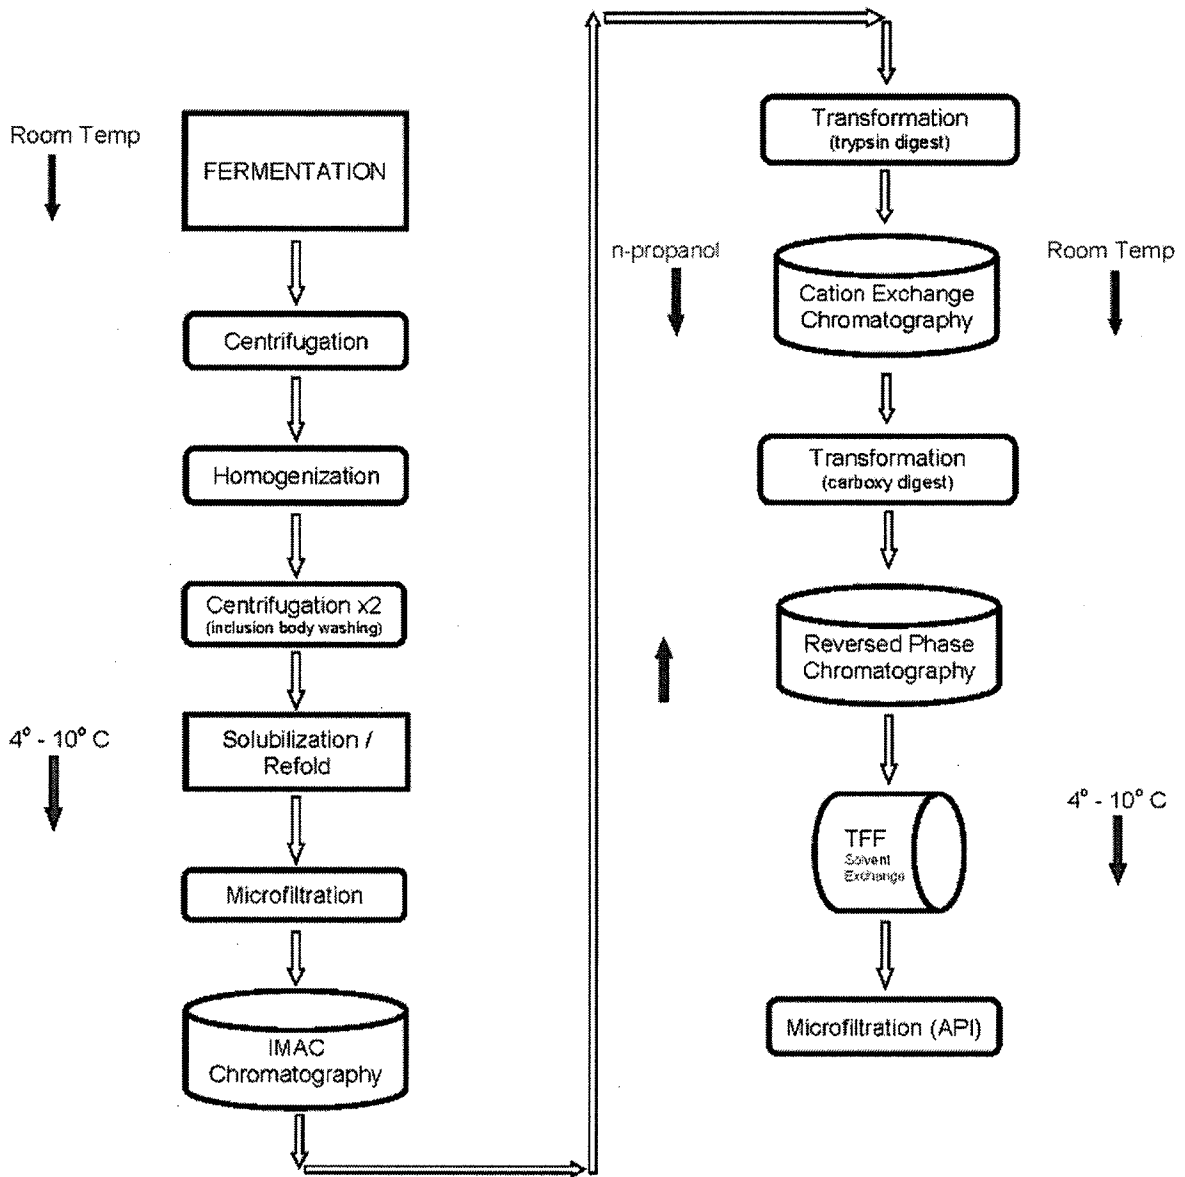 Room Temp
FERMENTATION
Centrifugation
Homogenization
Centrifugation x2
(inclusion body washing)
4° - 10° C
Solubilization /
Refold
Microfiltration
IMAC
Chromatography
Transformation
(trypsin digest)
n-propanol
Cation Exchange
Chromatography
Room Temp
Transformation
(carboxy digest)
Reversed Phase
Chromatography
TFF
Solvent
Exchange
4° - 10° C
Microfiltration (API)